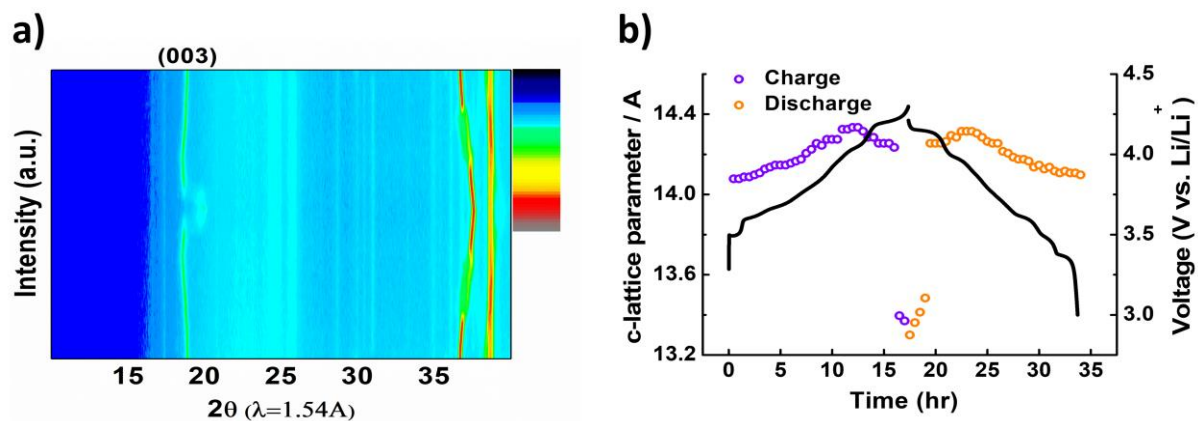 a)
(003)
Intensity (a.u.)
15 20 25 30 35
2θ (λ=1.54A)
b)
Charge
Discharge
c-lattice parameter / A
14.4
14.0
13.6
13.2
0 5 10 15 20 25 30 35
Time (hr)
4.5
4.0
3.5
3.0
Voltage (V vs. Li/Li+)